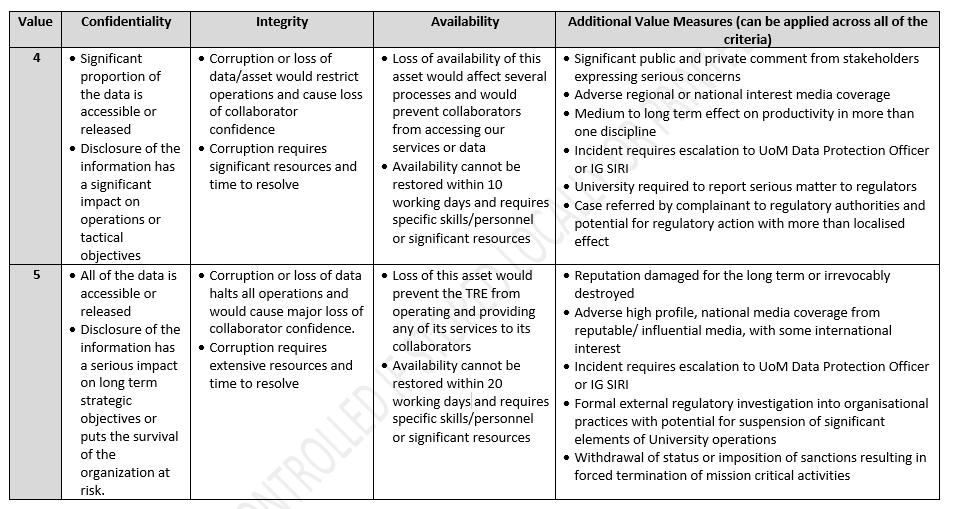 Value
Confidentiality
Integrity
Availability
Additional Value Measures (can be applied across all of the
criteria)
4
• Significant
proportion of
the data is
accessible or
released
• Disclosure of the
information has
a significant
impact on
operations or
tactical
objectives
• Corruption or loss of
data/asset would restrict
operations and cause loss
of collaborator
confidence
• Corruption requires
significant resources and
time to resolve
• Loss of availability of this
asset would affect several
processes and would
prevent collaborators
from accessing our
services or data
• Availability cannot be
restored within 10
working days and requires
specific skills/personnel
or significant resources
• Significant public and private comment from stakeholders
expressing serious concerns
• Adverse regional or national interest media coverage
• Medium to long term effect on productivity in more than
one discipline
• Incident requires escalation to UoM Data Protection Officer
or IG SIRI
• University required to report serious matter to regulators
• Case referred by complainant to regulatory authorities and
potential for regulatory action with more than localised
effect
5
• All of the data is
accessible or
released
• Disclosure of the
information has
a serious impact
on long term
strategic
objectives or
puts the survival
of the
organization at
risk.
• Corruption or loss of data
halts all operations and
would cause major loss of
collaborator confidence.
• Corruption requires
extensive resources and
time to resolve
• Loss of this asset would
prevent the TRE from
operating and providing
any of its services to its
collaborators
• Availability cannot be
restored within 20
working days and requires
specific skills/personnel
or significant resources
• Reputation damaged for the long term or irrevocably
destroyed
• Adverse high profile, national media coverage from
reputable/ influential media, with some international
interest
• Incident requires escalation to UoM Data Protection Officer
or IG SIRI
• Formal external regulatory investigation into organisational
practices with potential for suspension of significant
elements of University operations
• Withdrawal of status or imposition of sanctions resulting in
forced termination of mission critical activities